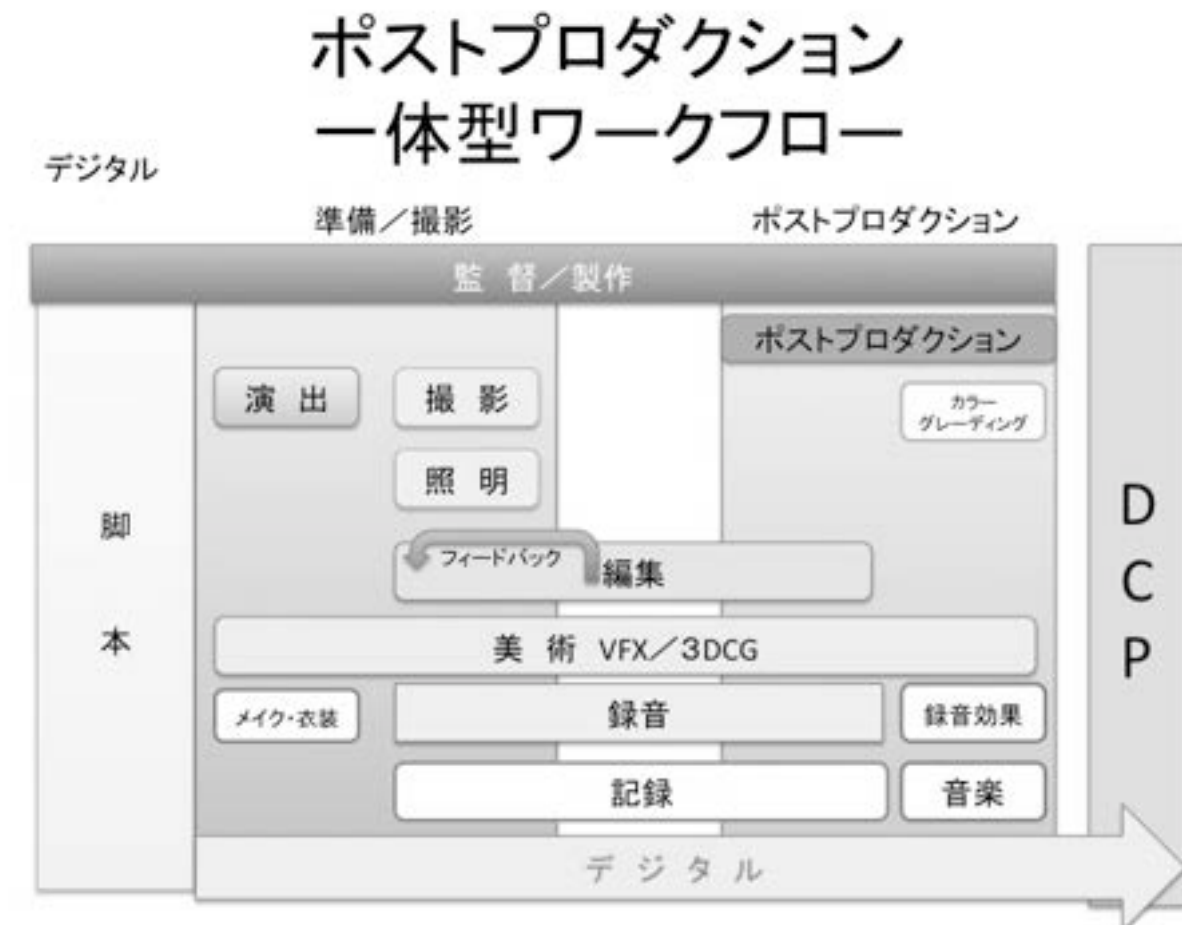 ポストプロダクション
一体型ワークフロー
デジタル
準備／撮影
ポストプロダクション
監 督／製作
ポストプロダクション
演 出
撮 影
カラー
グレーディング
照 明
脚
本
フィードバック
編集
美 術 VFX／3DCG
メイク・衣装
録音
録音効果
記録
音楽
デ ジ タ ル
D
C
P